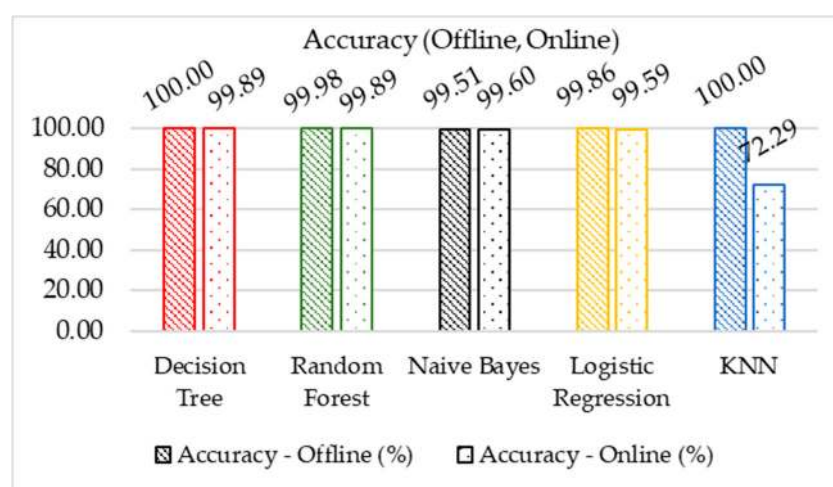 Accuracy (Offline, Online)
100.00 99.89 99.98 99.89 99.51 99.60 99.86 99.59 100.00 72.29
100.00
80.00
60.00
40.00
20.00
0.00
Decision Tree
Random Forest
Naive Bayes
Logistic Regression
KNN
Accuracy - Offline (%) Accuracy - Online (%)